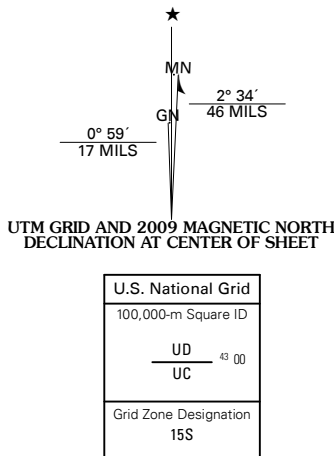 ★
MN
2° 34´
46 MILS
GN
0° 59´
17 MILS
UTM GRID AND 2009 MAGNETIC NORTH
DECLINATION AT CENTER OF SHEET
U.S. National Grid
100,000-m Square ID
UD
43 00
UC
Grid Zone Designation
15S